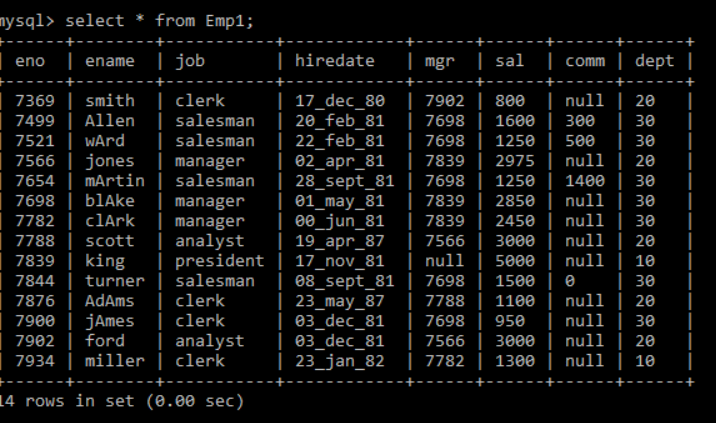 mysql> select * from Emp1;
+------+--------+-----------+------------+------+------+------+------+
| eno | ename | job | hiredate | mgr | sal | comm | dept |
+------+--------+-----------+------------+------+------+------+------+
| 7369 | smith | clerk | 17_dec_80 | 7902 | 800 | null | 20 |
| 7499 | Allen | salesman | 20_feb_81 | 7698 | 1600 | 300 | 30 |
| 7521 | wArd | salesman | 22_feb_81 | 7698 | 1250 | 500 | 30 |
| 7566 | jones | manager | 02_apr_81 | 7839 | 2975 | null | 20 |
| 7654 | mArtin | salesman | 28_sept_81 | 7698 | 1250 | 1400 | 30 |
| 7698 | blAke | manager | 01_may_81 | 7839 | 2850 | null | 30 |
| 7782 | clArk | manager | 00_jun_81 | 7839 | 2450 | null | 30 |
| 7788 | scott | analyst | 19_apr_87 | 7566 | 3000 | null | 20 |
| 7839 | king | president | 17_nov_81 | null | 5000 | null | 10 |
| 7844 | turner | salesman | 08_sept_81 | 7698 | 1500 | 0 | 30 |
| 7876 | AdAms | clerk | 23_may_87 | 7788 | 1100 | null | 20 |
| 7900 | jAmes | clerk | 03_dec_81 | 7698 | 950 | null | 30 |
| 7902 | ford | analyst | 03_dec_81 | 7566 | 3000 | null | 20 |
| 7934 | miller | clerk | 23_jan_82 | 7782 | 1300 | null | 10 |
+------+--------+-----------+------------+------+------+------+------+
14 rows in set (0.00 sec)